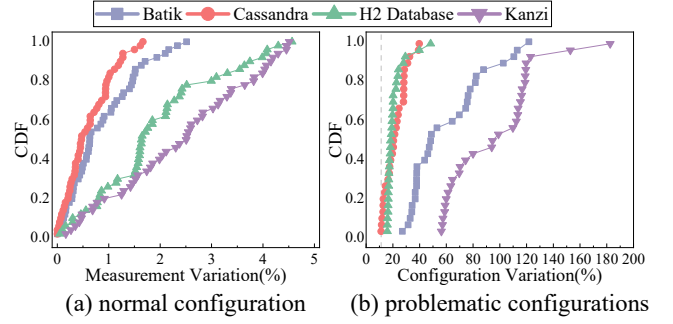 Batik Cassandra H2 Database Kanzi
1.0
0.8
0.6
0.4
0.2
0.0
CDF
0 1 2 3 4 5
Measurement Variation(%)
(a) normal configuration
1.0
0.8
0.6
0.4
0.2
0.0
CDF
0 20 40 60 80 100 120 140 160 180 200
Configuration Variation(%)
(b) problematic configurations